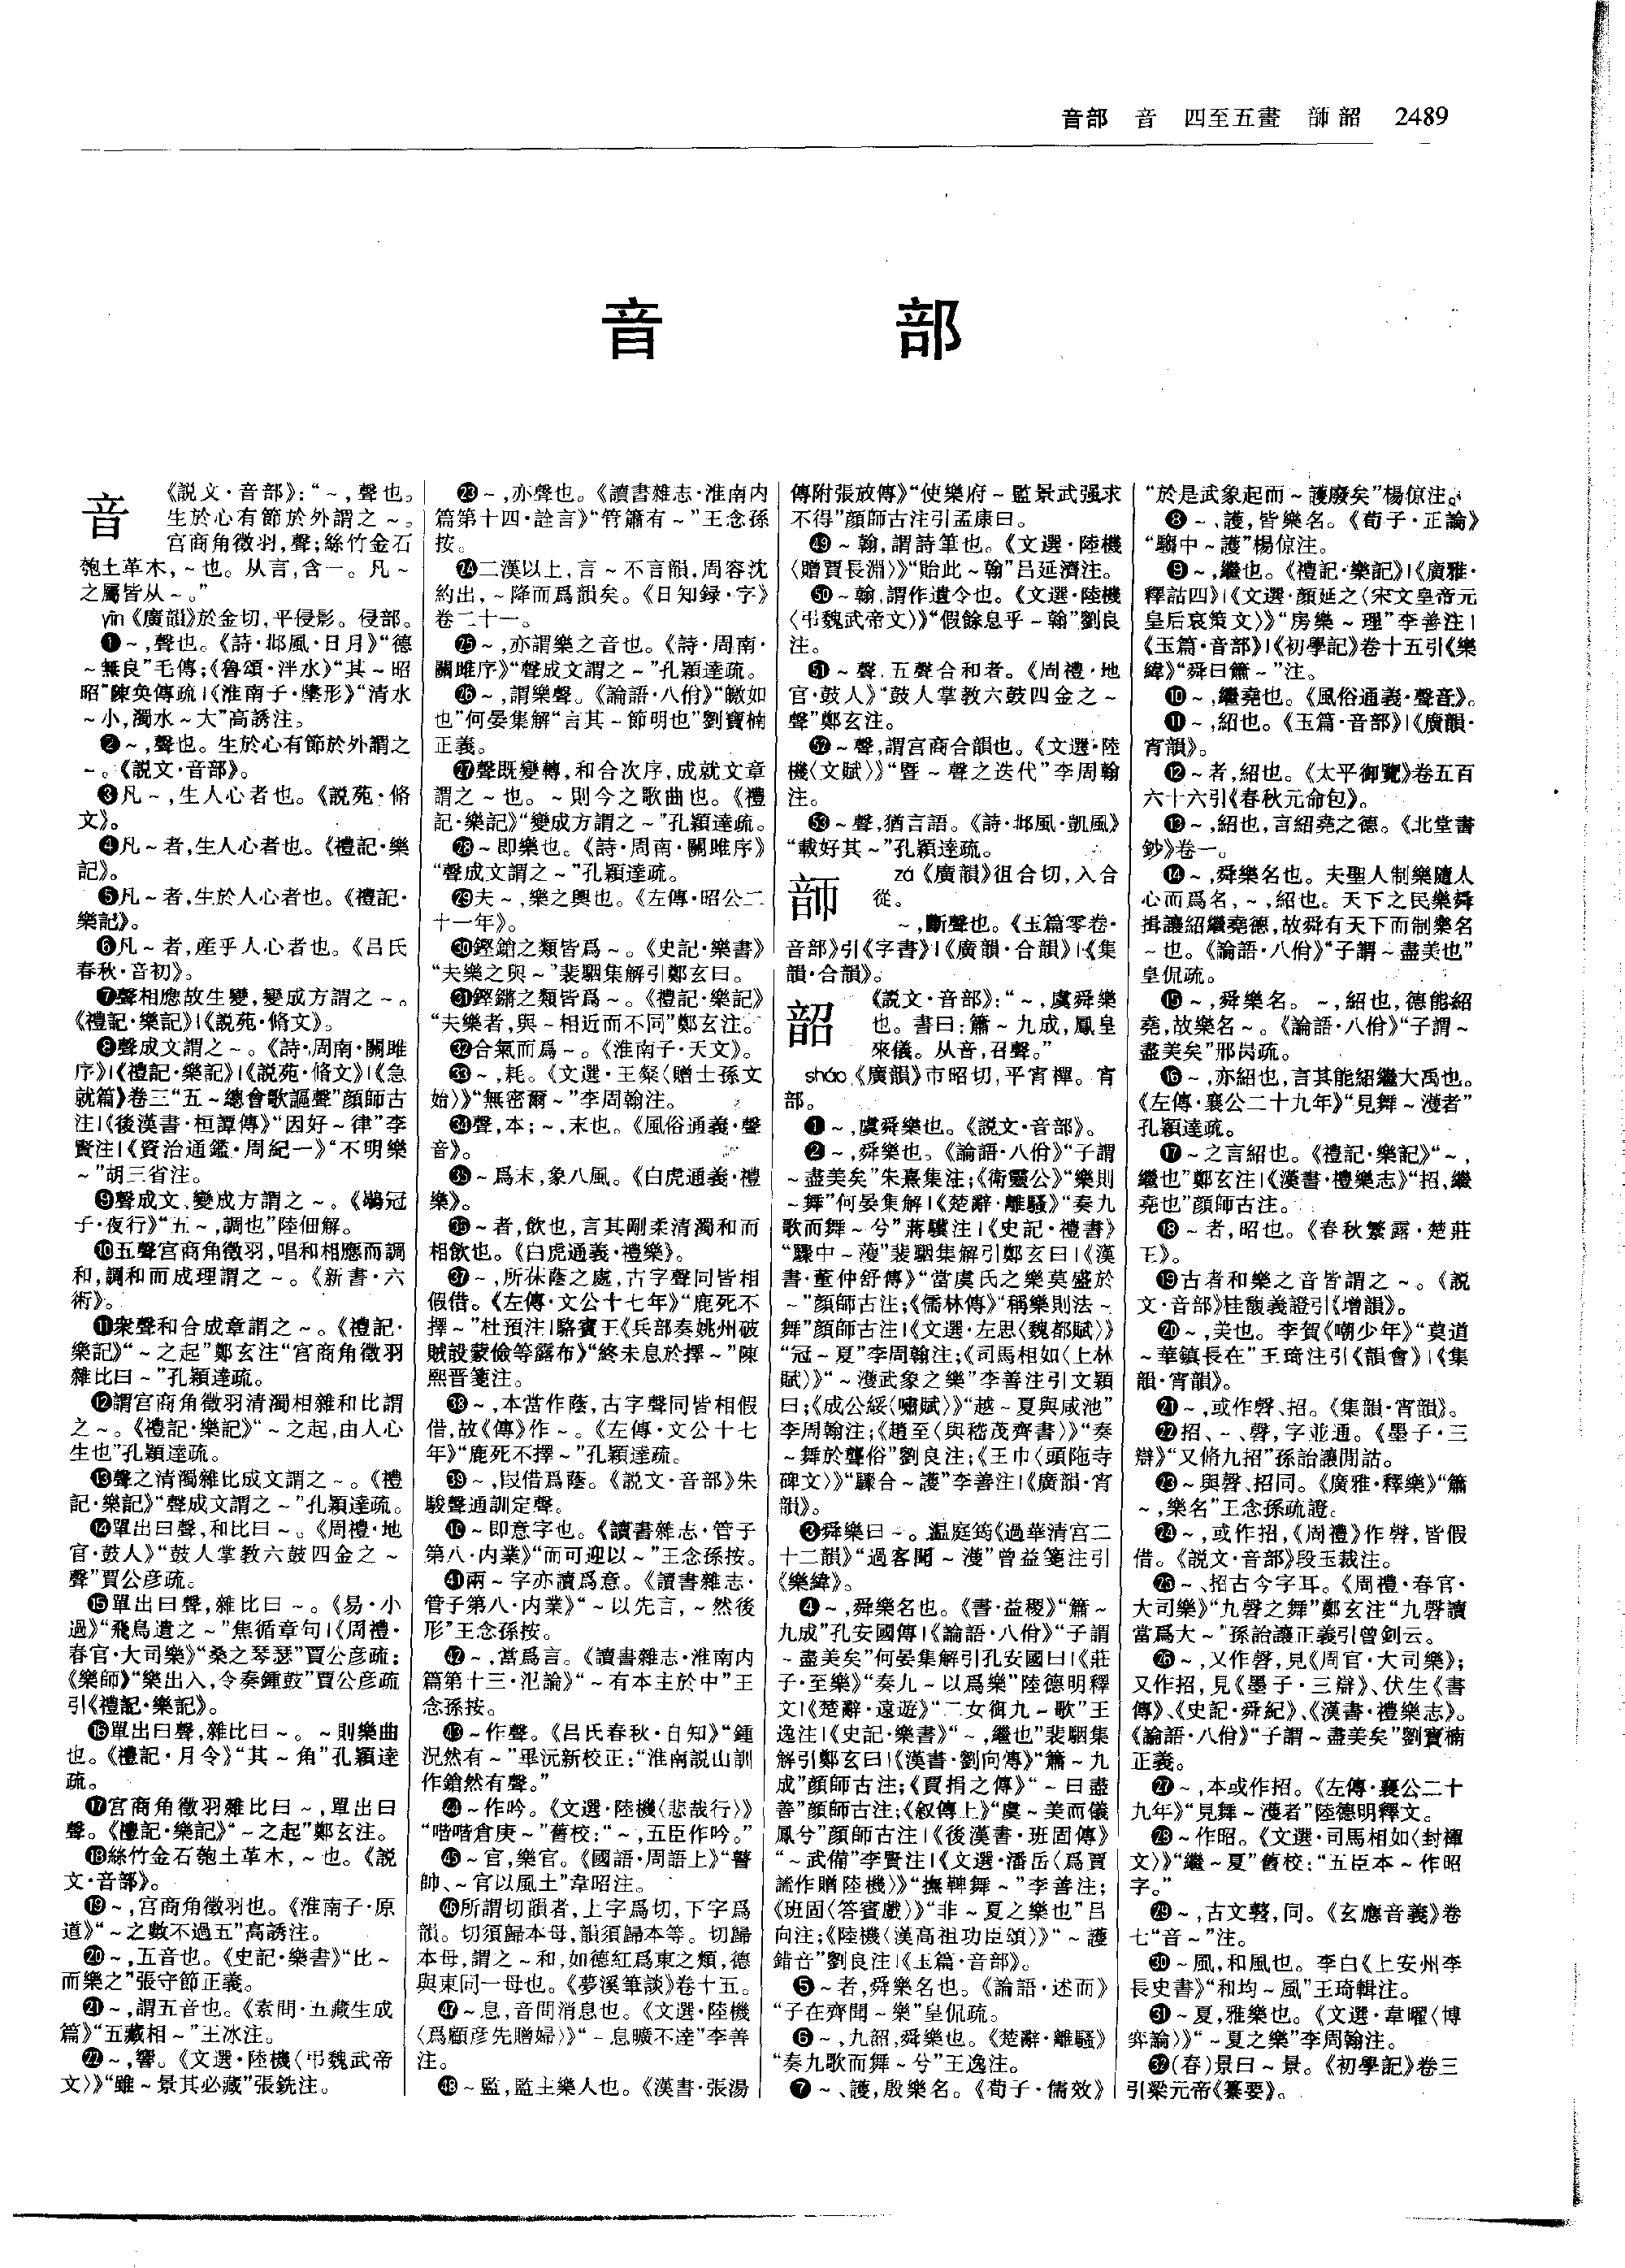 音部 音 四至五畫 䪞韶 2489
音部
音
《説文·音部》：“～，聲也。
生於心有節於外謂之～。
宫商角徵羽，聲；絲竹金石
匏土革木，～也。从言，含一。凡～
之屬皆从～。”
yīn《廣韻》於金切，平侵影。侵部。
❶～，聲也。《詩·邶風·日月》“德
～無良”毛傳；《魯頌·泮水》“其～昭
昭”陳奂傳疏|《淮南子·墬形》“清水
～小，濁水～大”高誘注。
❷～，聲也。生於心有節於外謂之
～。《説文·音部》。
❸凡～，生人心者也。《説苑·脩
文》。
❹凡～者，生人心者也。《禮記·樂
記》。
❺凡～者，生於人心者也。《禮記·
樂記》。
❻凡～者，産乎人心者也。《吕氏
春秋·音初》。
❼聲相應故生變，變成方謂之～。
《禮記·樂記》|《説苑·脩文》。
❽聲成文謂之～。《詩·周南·關雎
序》|《禮記·樂記》|《説苑·脩文》|《急
就篇》卷三“五～總會歌謳聲”顔師古
注|《後漢書·桓譚傳》“因好～律”李
賢注|《資治通鑑·周紀一》“不明樂
～”胡三省注。
❾聲成文、變成方謂之～。《鶡冠
子·夜行》“五～，調也”陸佃解。
❿五聲宫商角徵羽，唱和相應而調
和，調和而成理謂之～。《新書·六
術》。
⓫衆聲和合成章謂之～。《禮記·
樂記》“～之起”鄭玄注“宫商角徵羽
雜比曰～”孔穎達疏。
⓬謂宫商角徵羽清濁相雜和比謂
之～。《禮記·樂記》“～之起，由人心
生也”孔穎達疏。
⓭聲之清濁雜比成文謂之～。《禮
記·樂記》“聲成文謂之～”孔穎達疏。
⓮單出曰聲，和比曰～。《周禮·地
官·鼓人》“鼓人掌教六鼓四金之～
聲”賈公彦疏。
⓯單出曰聲，雜比曰～。《易·小
過》“飛鳥遺之～”焦循章句|《周禮·
春官·大司樂》“桑之琴瑟”賈公彦疏；
《樂師》“樂出入，令奏鍾鼓”賈公彦疏
引《禮記·樂記》。
⓰單出曰聲，雜比曰～。～則樂曲
也。《禮記·月令》“其～角”孔穎達
疏。
⓱宫商角徵羽雜比曰～，單出曰
聲。《禮記·樂記》“～之起”鄭玄注。
⓲絲竹金石匏土革木，～也。《説
文·音部》。
⓳～，宫商角徵羽也。《淮南子·原
道》“～之數不過五”高誘注。
⓴～，五音也。《史記·樂書》“比～
而樂之”張守節正義。
㉑～，謂五音也。《素問·五藏生成
篇》“五藏相～”王冰注。
㉒～，響。《文選·陸機〈弔魏武帝
文〉》“雖～景其必藏”張銑注。
㉓～，亦聲也。《讀書雜志·淮南内
篇第十四·詮言》“管簫有～”王念孫
按。
㉔二漢以上，言～不言韻，周容沈
約出，～降而爲韻矣。《日知録·字》
卷二十一。
㉕～，亦謂樂之音也。《詩·周南·
關雎序》“聲成文謂之～”孔穎達疏。
㉖～，謂樂聲。《論語·八佾》“皦如
也”何晏集解“言其～節明也”劉寶楠
正義。
㉗聲既變轉，和合次序，成就文章
謂之～也。～則今之歌曲也。《禮
記·樂記》“變成方謂之～”孔穎達疏。
㉘～即樂也。《詩·周南·關雎序》
“聲成文謂之～”孔穎達疏。
㉙夫～，樂之輿也。《左傳·昭公二
十一年》。
㉚鏗鎗之類皆爲～。《史記·樂書》
“夫樂之與～”裴駰集解引鄭玄曰。
㉛鏗鏘之類皆爲～。《禮記·樂記》
“夫樂者，與～相近而不同”鄭玄注。
㉜合氣而爲～。《淮南子·天文》。
㉝～，耗。《文選·王粲〈贈士孫文
始〉》“無密爾～”李周翰注。
㉞聲，本；～，末也。《風俗通義·聲
音》。
㉟～爲末，象八風。《白虎通義·禮
樂》。
㊱～者，飲也，言其剛柔清濁和而
相飲也。《白虎通義·禮樂》。
㊲～，所茠蔭之處，古字聲同皆相
假借。《左傳·文公十七年》“鹿死不
擇～”杜預注|駱賓王《兵部奏姚州破
賊設蒙儉等露布》“終未息於擇～”陳
熙晋箋注。
㊳～，本當作蔭，古字聲同皆相假
借，故《傳》作～。《左傳·文公十七
年》“鹿死不擇～”孔穎達疏。
㊴～，叚借爲蔭。《説文·音部》朱
駿聲通訓定聲。
㊵～即意字也。《讀書雜志·管子
第八·内業》“而可迎以～”王念孫按。
㊶兩～字亦讀爲意。《讀書雜志·
管子第八·内業》“～以先言，～然後
形”王念孫按。
㊷～，當爲言。《讀書雜志·淮南内
篇第十三·氾論》“～有本主於中”王
念孫按。
㊸～作聲。《吕氏春秋·自知》“鍾
況然有～”畢沅新校正：“淮南説山訓
作鎗然有聲。”
㊹～作吟。《文選·陸機〈悲哉行〉》
“喈喈倉庚～”舊校：“～，五臣作吟。”
㊺～官，樂官。《國語·周語上》“瞽
帥、～官以風土”韋昭注。
㊻所謂切韻者，上字爲切，下字爲
韻。切須歸本母，韻須歸本等。切歸
本母，謂之～和，如德紅爲東之類，德
與東同一母也。《夢溪筆談》卷十五。
㊼～息，音問消息也。《文選·陸機
〈爲顧彦先贈婦〉》“～息曠不達”李善
注。
㊽～監，監主樂人也。《漢書·張湯
傳附張放傳》“使樂府～監景武强求
不得”顔師古注引孟康曰。
㊾～翰，謂詩筆也。《文選·陸機
〈贈賈長淵〉》“貽此～翰”吕延濟注。
㊿～翰，謂作遺令也。《文選·陸機
〈弔魏武帝文〉》“假餘息乎～翰”劉良
注。
51～聲，五聲合和者。《周禮·地
官·鼓人》“鼓人掌教六鼓四金之～
聲”鄭玄注。
52～聲，謂宫商合韻也。《文選·陸
機〈文賦〉》“暨～聲之迭代”李周翰
注。
53～聲，猶言語。《詩·邶風·凱風》
“載好其～”孔穎達疏。
䪞
zá《廣韻》徂合切，入合
從。
～，斷聲也。《玉篇零卷·
音部》引《字書》|《廣韻·合韻》|《集
韻·合韻》。
韶
《説文·音部》：“～，虞舜樂
也。書曰：簫～九成，鳳皇
來儀。从音，召聲。”
sháo《廣韻》市昭切，平宵禪。宵
部。
❶～，虞舜樂也。《説文·音部》。
❷～，舜樂也。《論語·八佾》“子謂
～盡美矣”朱熹集注；《衛靈公》“樂則
～舞”何晏集解|《楚辭·離騷》“奏九
歌而舞～兮”蔣驥注|《史記·禮書》
“驟中～濩”裴駰集解引鄭玄曰|《漢
書·董仲舒傳》“當虞氏之樂莫盛於
～”顔師古注；《儒林傳》“稱樂則法～
舞”顔師古注|《文選·左思〈魏都賦〉》
“冠～夏”李周翰注；《司馬相如〈上林
賦〉》“～濩武象之樂”李善注引文穎
曰；《成公綏〈嘯賦〉》“越～夏與咸池”
李周翰注；《趙至〈與嵇茂齊書〉》“奏
～舞於聾俗”劉良注；《王巾〈頭陁寺
碑文〉》“驟合～護”李善注|《廣韻·宵
韻》。
❸舜樂曰～。温庭筠《過華清宫二
十二韻》“過客聞～濩”曾益箋注引
《樂緯》。
❹～，舜樂名也。《書·益稷》“簫～
九成”孔安國傳|《論語·八佾》“子謂
～盡美矣”何晏集解引孔安國曰|《莊
子·至樂》“奏九～以爲樂”陸德明釋
文|《楚辭·遠遊》“二女御九～歌”王
逸注|《史記·樂書》“～，繼也”裴駰集
解引鄭玄曰|《漢書·劉向傳》“簫～九
成”顔師古注；《賈捐之傳》“～曰盡
善”顔師古注；《叙傳上》“虞～美而儀
鳳兮”顔師古注|《後漢書·班固傳》
“～武備”李賢注|《文選·潘岳〈爲賈
謐作贈陸機〉》“撫鞞舞～”李善注；
《班固〈答賓戲〉》“非～夏之樂也”吕
向注；《陸機〈漢高祖功臣頌〉》“～護
錯音”劉良注|《玉篇·音部》。
❺～者，舜樂名也。《論語·述而》
“子在齊聞～樂”皇侃疏。
❻～，九韶，舜樂也。《楚辭·離騷》
“奏九歌而舞～兮”王逸注。
❼～、護，殷樂名。《荀子·儒效》
“於是武象起而～護廢矣”楊倞注。
❽～、護，皆樂名。《荀子·正論》
“騶中～護”楊倞注。
❾～，繼也。《禮記·樂記》|《廣雅·
釋詁四》|《文選·顔延之〈宋文皇帝元
皇后哀策文〉》“房樂～理”李善注|
《玉篇·音部》|《初學記》卷十五引《樂
緯》“舜曰簫～”注。
❿～，繼堯也。《風俗通義·聲音》。
⓫～，紹也。《玉篇·音部》|《廣韻·
宵韻》。
⓬～者，紹也。《太平御覽》卷五百
六十六引《春秋元命包》。
⓭～，紹也，言紹堯之德。《北堂書
鈔》卷一。
⓮～，舜樂名也。夫聖人制樂隨人
心而爲名，～，紹也。天下之民樂舜
揖讓紹繼堯德，故舜有天下而制樂名
～也。《論語·八佾》“子謂～盡美也”
皇侃疏。
⓯～，舜樂名。～，紹也，德能紹
堯，故樂名～。《論語·八佾》“子謂～
盡美矣”邢昺疏。
⓰～，亦紹也，言其能紹繼大禹也。
《左傳·襄公二十九年》“見舞～濩者”
孔穎達疏。
⓱～之言紹也。《禮記·樂記》“～，
繼也”鄭玄注|《漢書·禮樂志》“招，繼
堯也”顔師古注。
⓲～者，昭也。《春秋繁露·楚莊
王》。
⓳古者和樂之音皆謂之～。《説
文·音部》桂馥義證引《增韻》。
⓴～，美也。李賀《嘲少年》“莫道
～華鎮長在”王琦注引《韻會》|《集
韻·宵韻》。
㉑～，或作磬、招。《集韻·宵韻》。
㉒招、～、磬，字並通。《墨子·三
辯》“又脩九招”孫詒讓閒詁。
㉓～與磬、招同。《廣雅·釋樂》“簫
～，樂名”王念孫疏證。
㉔～，或作招，《周禮》作磬，皆假
借。《説文·音部》段玉裁注。
㉕～、招古今字耳。《周禮·春官·
大司樂》“九磬之舞”鄭玄注“九磬讀
當爲大～”孫詒讓正義引曾釗云。
㉖～，又作磬，見《周官·大司樂》；
又作招，見《墨子·三辯》、伏生《書
傳》、《史記·舜紀》、《漢書·禮樂志》。
《論語·八佾》“子謂～盡美矣”劉寶楠
正義。
㉗～，本或作招。《左傳·襄公二十
九年》“見舞～濩者”陸德明釋文。
㉘～作昭。《文選·司馬相如〈封禪
文〉》“繼～夏”舊校：“五臣本～作昭
字。”
㉙～，古文䪫，同。《玄應音義》卷
七“音～”注。
㉚～風，和風也。李白《上安州李
長史書》“和均～風”王琦輯注。
㉛～夏，雅樂也。《文選·韋曜〈博
弈論〉》“～夏之樂”李周翰注。
㉜（春）景曰～景。《初學記》卷三
引梁元帝《纂要》。